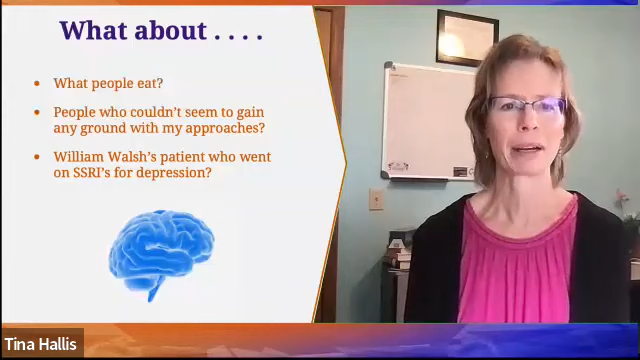 What about . . . .
• What people eat?
• People who couldn't seem to gain
any ground with my approaches?
• William Walsh's patient who went
on SSRI's for depression?
Tina Hallis